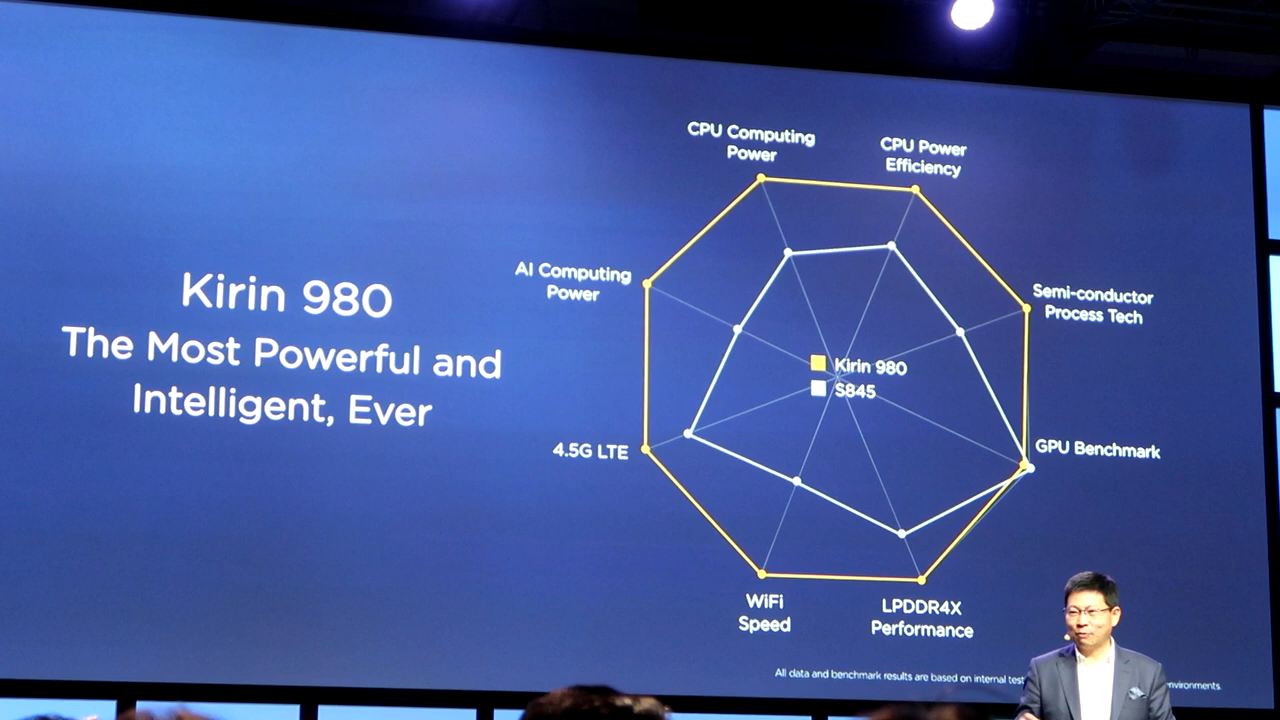 Kirin 980
The Most Powerful and
Intelligent, Ever
CPU Computing
Power
CPU Power
Efficiency
AI Computing
Power
Semi-conductor
Process Tech
Kirin 980
S845
4.5G LTE
GPU Benchmark
WiFi
Speed
LPDDR4X
Performance
All data and benchmark results are based on internal test nvironments.